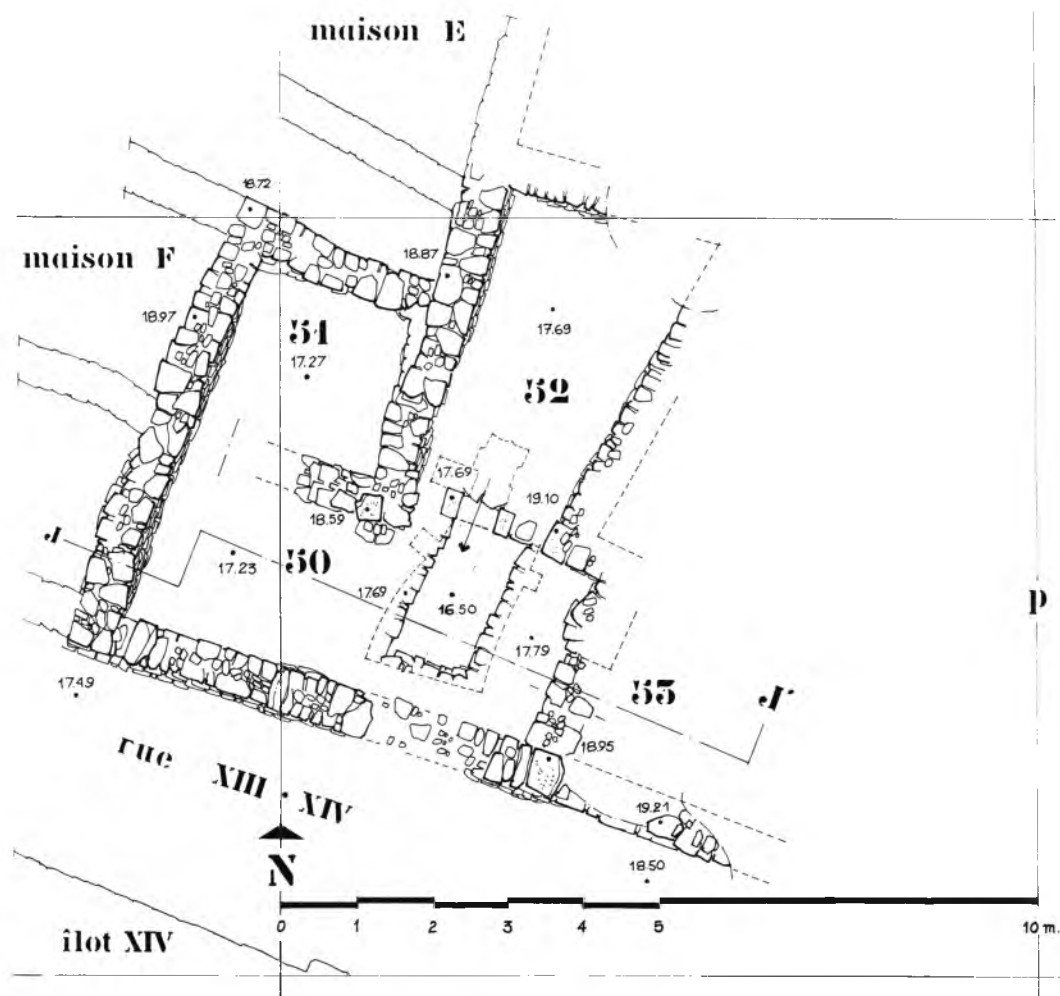 maison E
18.72
maison F
18.87
18.97
51
17.27
17.69
52
17.69
19.10
18.59
J
17.23
50
17.69
16.50
17.79
P
53
J'
17.49
18.95
rue XIII . XIV
19.21
N
18.50
0 1 2 3 4 5 10 m.
îlot XIV